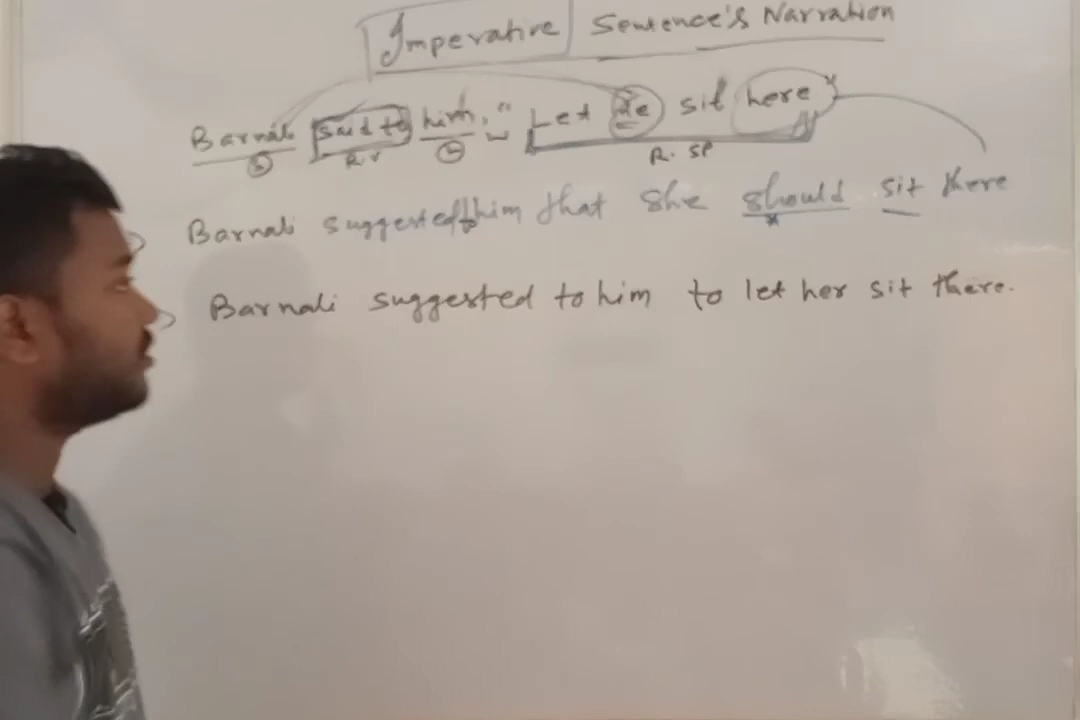 Imperative Sentence's Narration
Barnali said to him, "Let me sit here"
S R.V O R. SP
Barnali suggested to him that she should sit there
Barnali suggested to him to let her sit there.